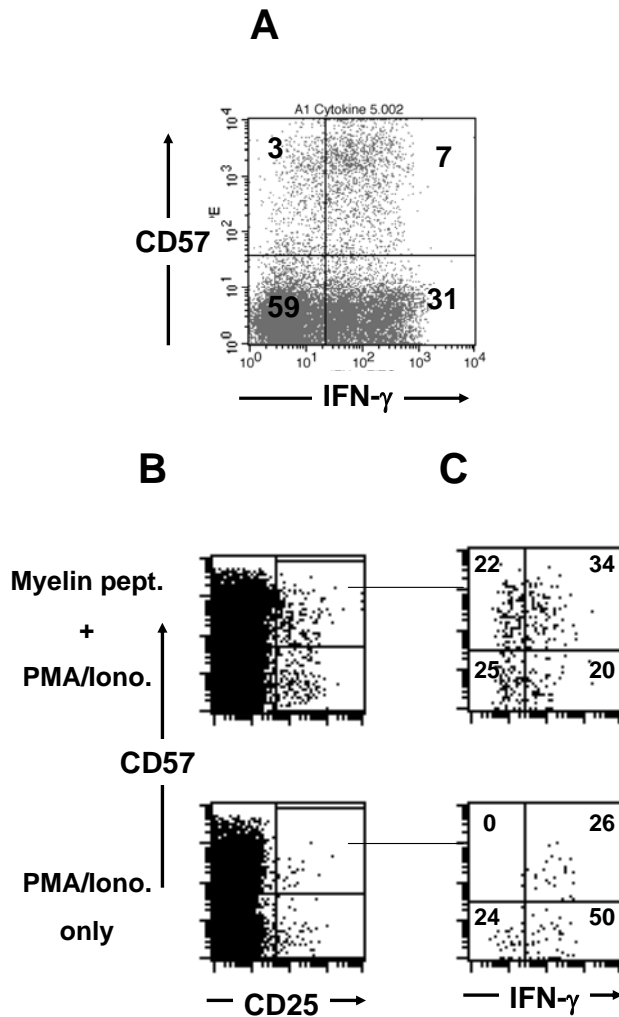 A
A1 Cytokine 5.002
10^4
3
7
10^3
CD57
10^2
10^1
59
31
10^0
10^0 10^1 10^2 10^3 10^4
IFN-γ
B
C
Myelin pept.
+
PMA/Iono.
22
34
25
20
CD57
PMA/Iono.
only
0
26
24
50
CD25
IFN-γ